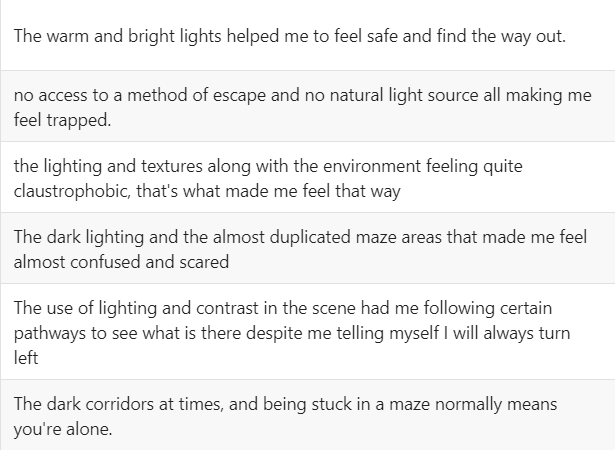 The warm and bright lights helped me to feel safe and find the way out.
no access to a method of escape and no natural light source all making me
feel trapped.
the lighting and textures along with the environment feeling quite
claustrophobic, that's what made me feel that way
The dark lighting and the almost duplicated maze areas that made me feel
almost confused and scared
The use of lighting and contrast in the scene had me following certain
pathways to see what is there despite me telling myself I will always turn
left
The dark corridors at times, and being stuck in a maze normally means
you're alone.